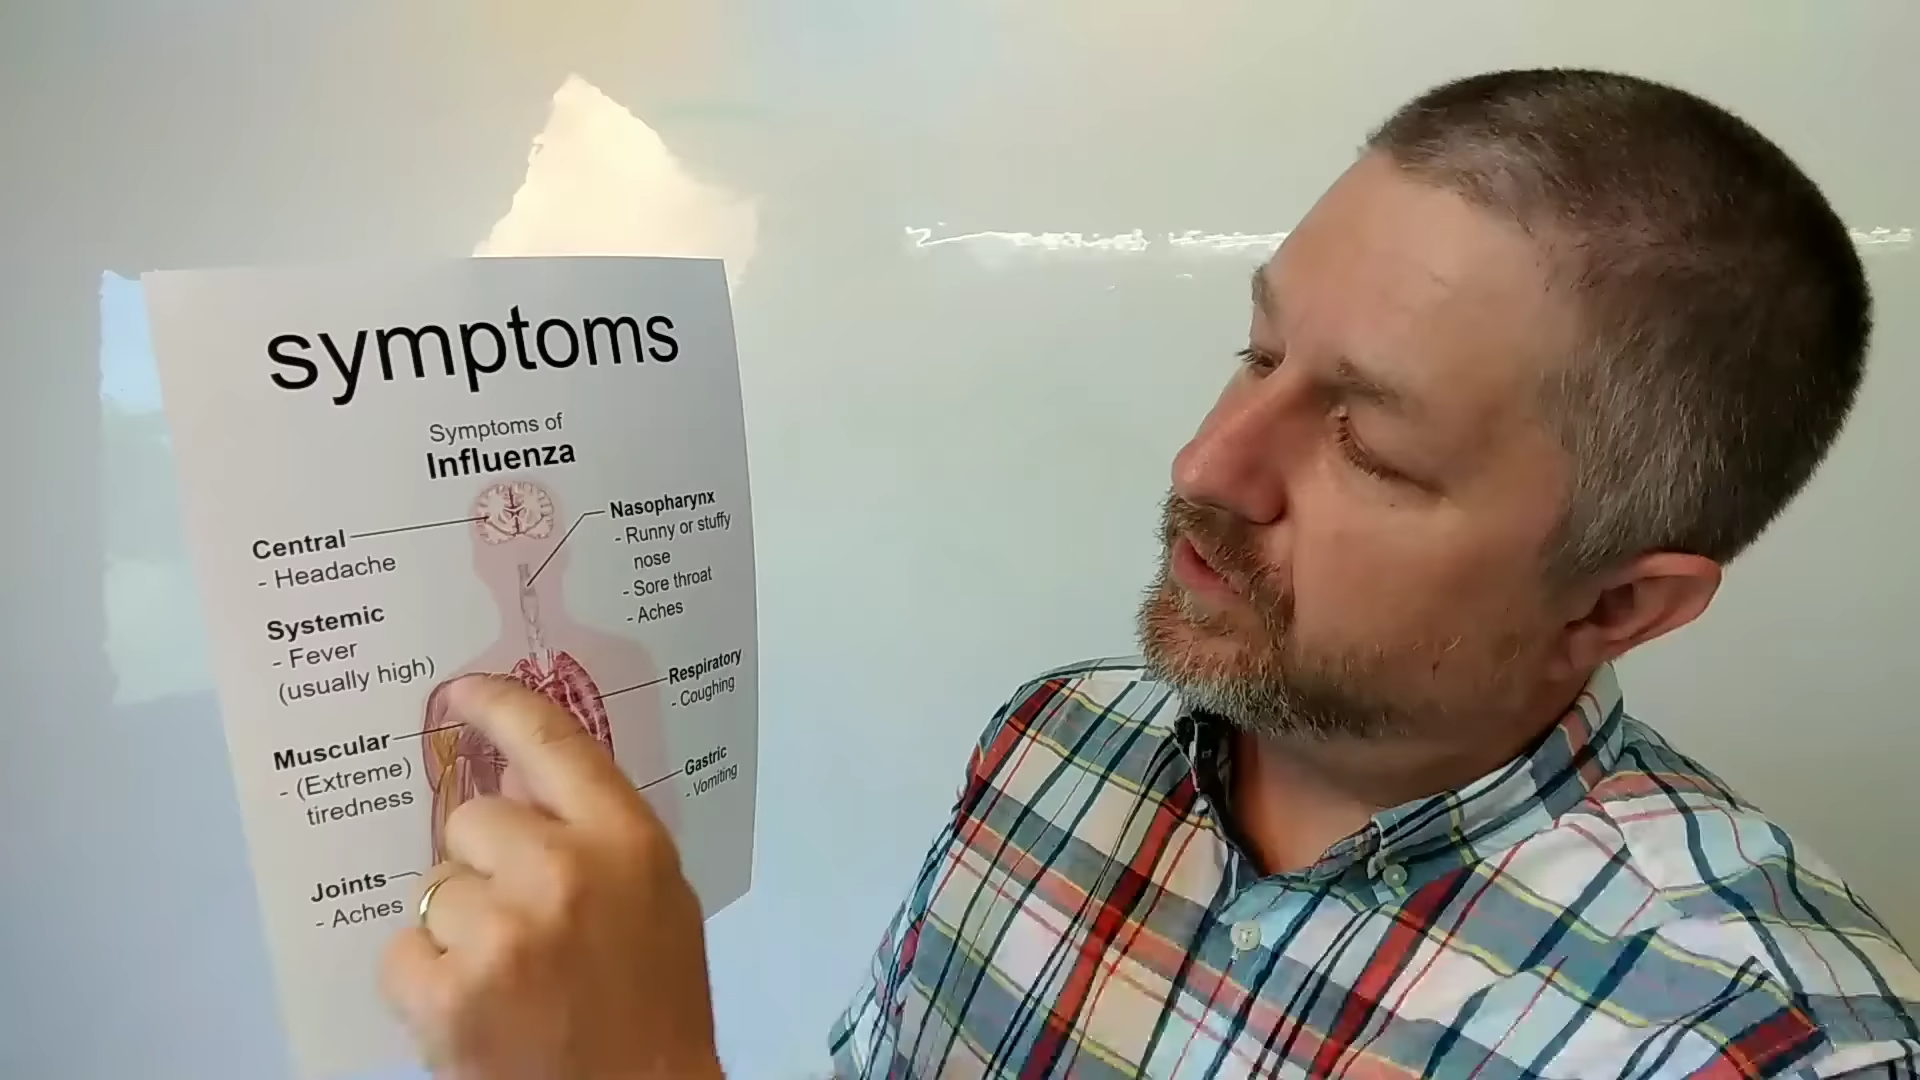 symptoms
Symptoms of
Influenza
Central
- Headache
Systemic
- Fever
(usually high)
Muscular
- (Extreme)
tiredness
Joints
- Aches
Nasopharynx
- Runny or stuffy
nose
- Sore throat
- Aches
Respiratory
- Coughing
Gastric
- Vomiting